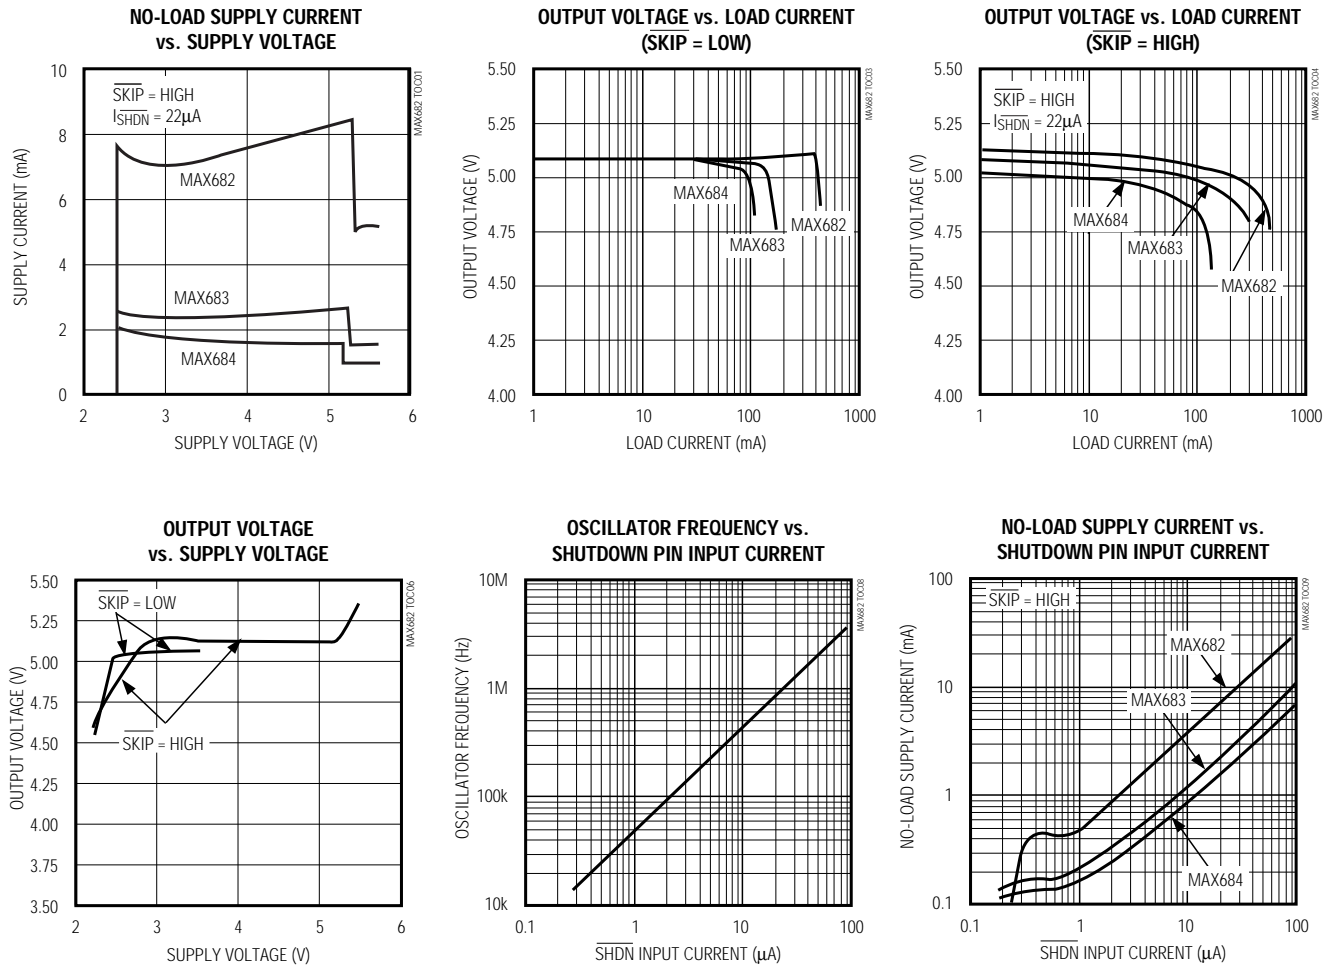 NO-LOAD SUPPLY CURRENT
vs. SUPPLY VOLTAGE
10
8
6
4
2
0
SUPPLY CURRENT (mA)
SKIP = HIGH
ISHDN = 22µA
MAX682
MAX683
MAX684
MAX682 TOC01
2 3 4 5 6
SUPPLY VOLTAGE (V)
OUTPUT VOLTAGE vs. LOAD CURRENT
(SKIP = LOW)
5.50
5.25
5.00
4.75
4.50
4.25
4.00
OUTPUT VOLTAGE (V)
MAX684
MAX682
MAX683
MAX682 TOC03
1 10 100 1000
LOAD CURRENT (mA)
OUTPUT VOLTAGE vs. LOAD CURRENT
(SKIP = HIGH)
5.50
5.25
5.00
4.75
4.50
4.25
4.00
OUTPUT VOLTAGE (V)
SKIP = HIGH
ISHDN = 22µA
MAX684
MAX683
MAX682
MAX682 TOC04
1 10 100 1000
LOAD CURRENT (mA)
OUTPUT VOLTAGE
vs. SUPPLY VOLTAGE
5.50
5.25
5.00
4.75
4.50
4.25
4.00
3.75
3.50
OUTPUT VOLTAGE (V)
SKIP = LOW
SKIP = HIGH
MAX682 TOC06
2 3 4 5 6
SUPPLY VOLTAGE (V)
OSCILLATOR FREQUENCY vs.
SHUTDOWN PIN INPUT CURRENT
10M
1M
100k
10k
OSCILLATOR FREQUENCY (Hz)
MAX682 TOC08
0.1 1 10 100
SHDN INPUT CURRENT (µA)
NO-LOAD SUPPLY CURRENT vs.
SHUTDOWN PIN INPUT CURRENT
100
10
1
0.1
NO-LOAD SUPPLY CURRENT (mA)
SKIP = HIGH
MAX682
MAX683
MAX684
MAX682 TOC09
0.1 1 10 100
SHDN INPUT CURRENT (µA)